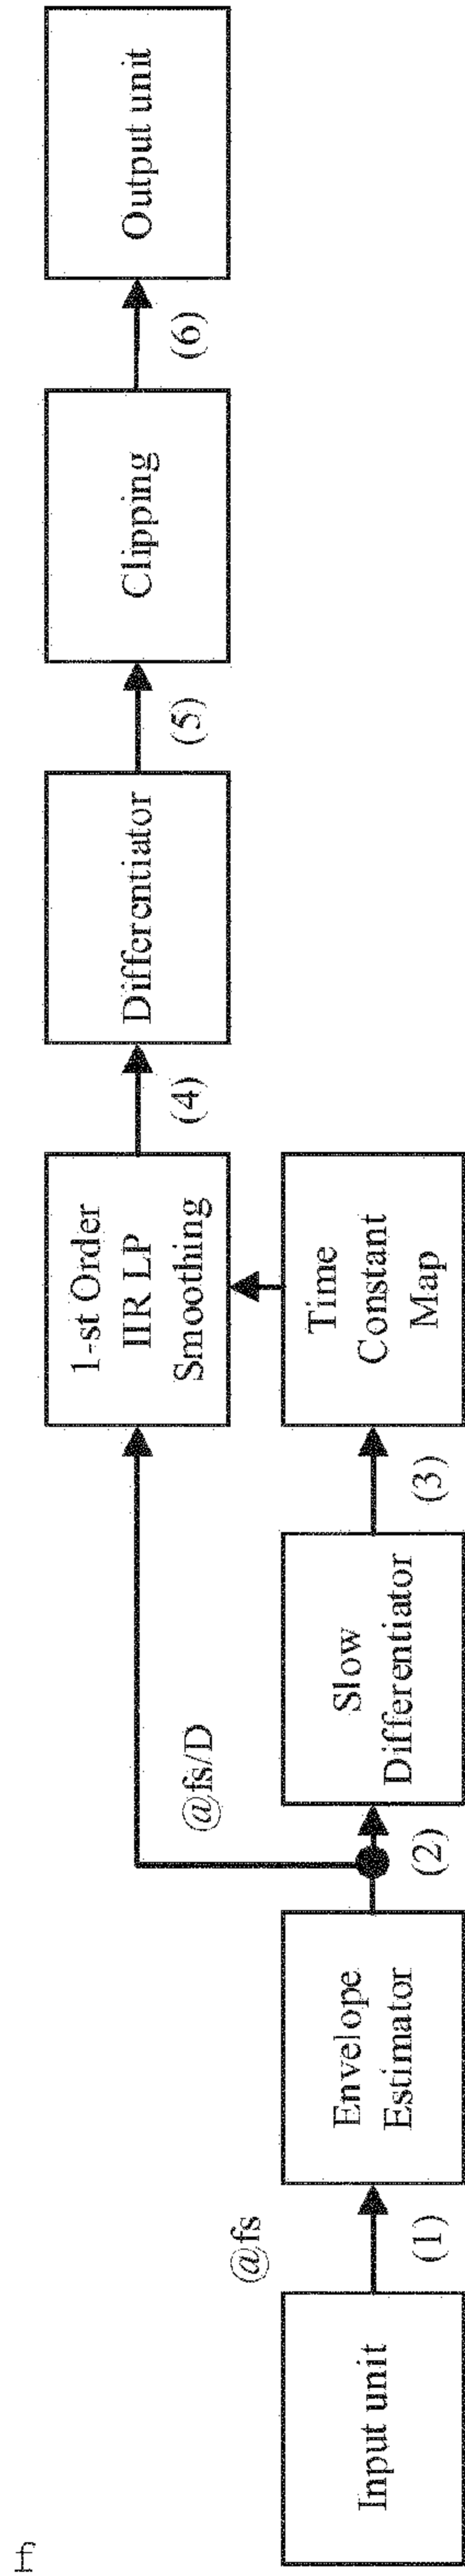 f
Input unit
@fs
(1)
Envelope
Estimator
(2)
@fs/D
Slow
Differentiator
(3)
Time
Constant
Map
1-st Order
IIR LP
Smoothing
(4)
Differentiator
(5)
Clipping
(6)
Output unit